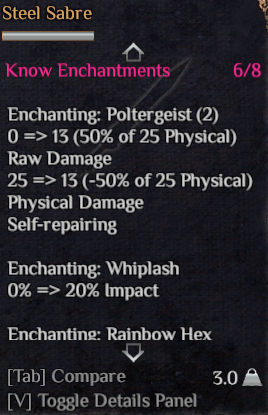 Steel Sabre
Know Enchantments 6/8
Enchanting: Poltergeist (2)
0 => 13 (50% of 25 Physical)
Raw Damage
25 => 13 (-50% of 25 Physical)
Physical Damage
Self-repairing
Enchanting: Whiplash
0% => 20% Impact
Enchanting: Rainbow Hex
[Tab] Compare 3.0
[V] Toggle Details Panel